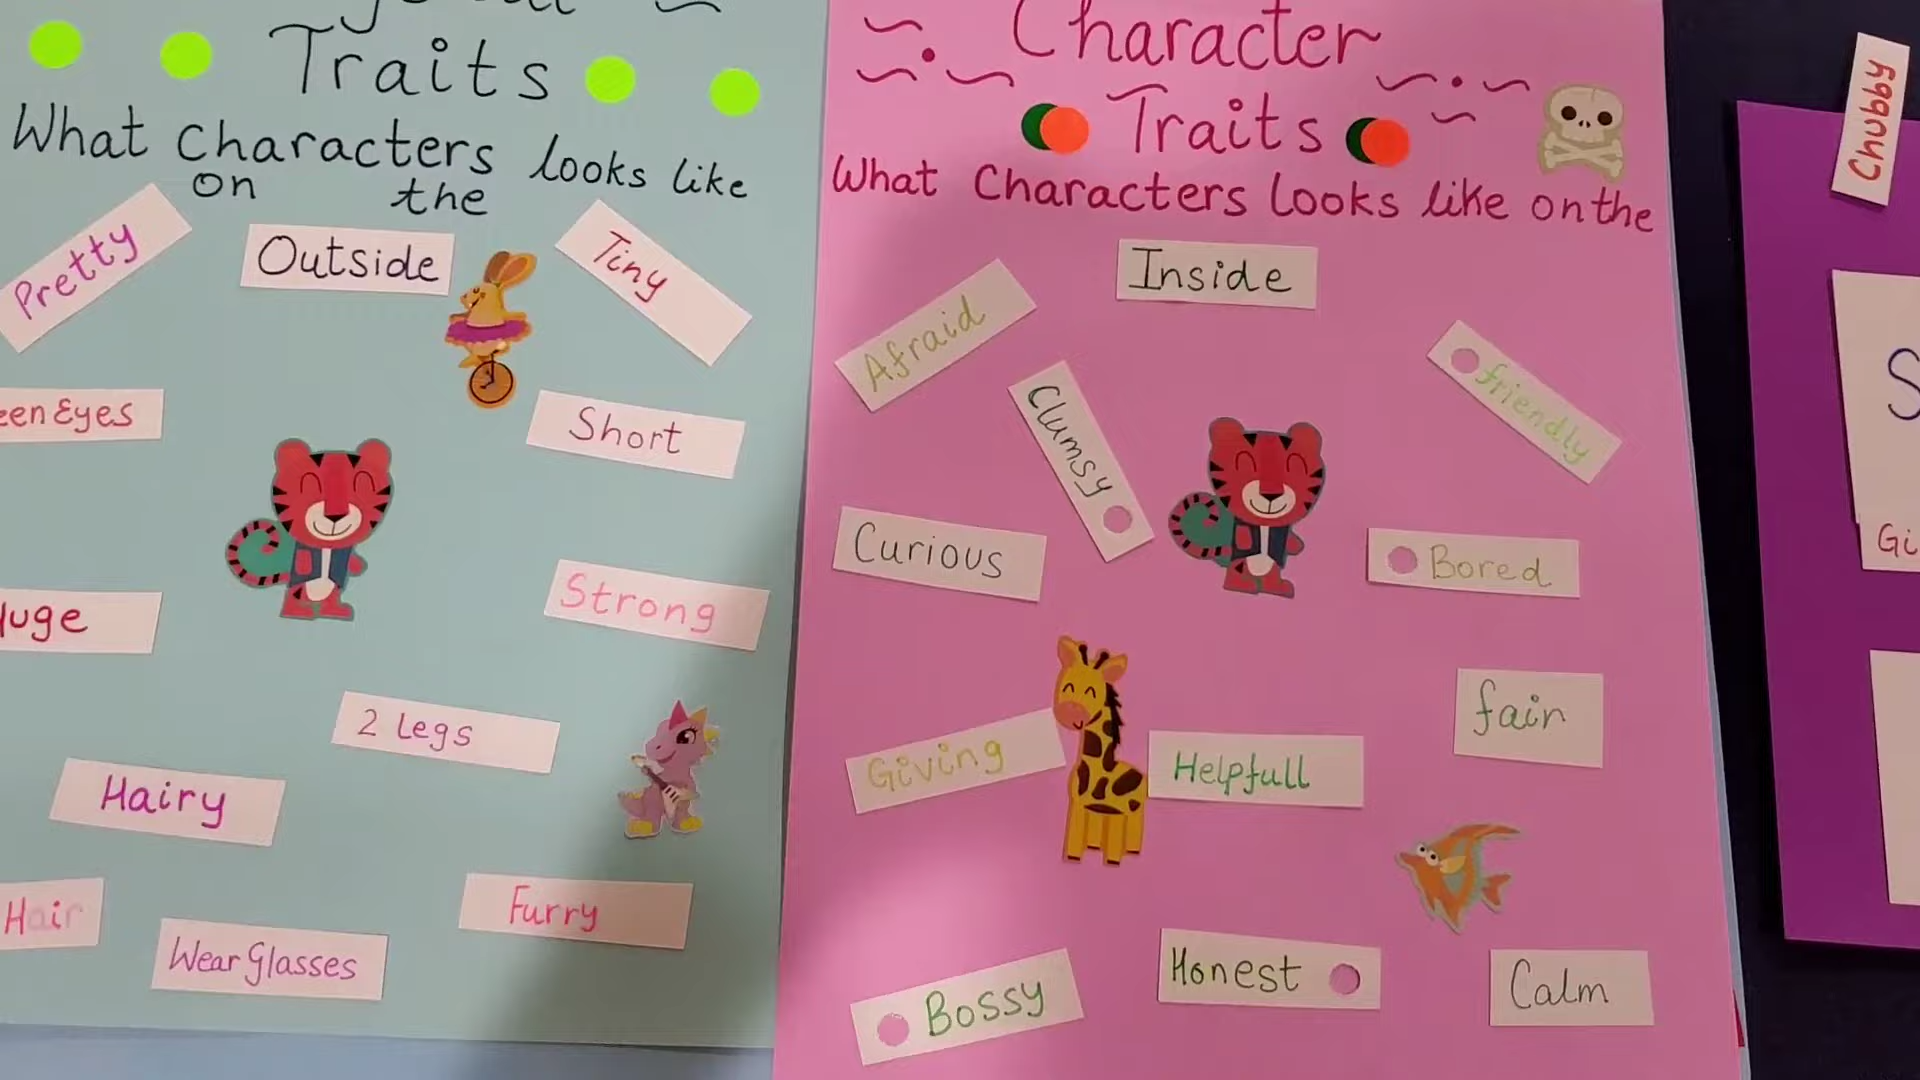 Traits
What Characters looks like
on the
Outside
Pretty
Tiny
een Eyes
Short
uge
Strong
2 Legs
Hairy
Hair
Furry
Wear Glasses
Character
Traits
What Characters looks like on the
Inside
Afraid
Clumsy
friendly
Curious
Bored
fair
Giving
Helpfull
Bossy
Honest
Calm
Chubby
S
Gi